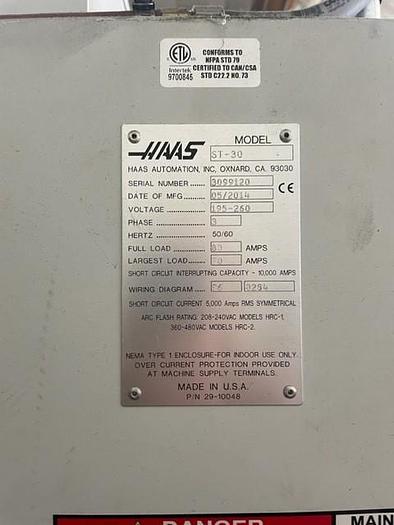 ETL
CONFORMS TO
NFPA STD 79
Intertek CERTIFIED TO CAN/CSA
9700845 STD C22.2 NO. 73
MODEL
HAAS ST-30
HAAS AUTOMATION, INC, OXNARD, CA. 93030
SERIAL NUMBER ....... 3099120
DATE OF MFG ......... 05/2014 CE
VOLTAGE ................ 195-260
PHASE .................... 3
HERTZ .................... 50/60
FULL LOAD ............ AMPS
LARGEST LOAD ....... AMPS
SHORT CIRCUIT INTERRUPTING CAPACITY - 10,000 AMPS
WIRING DIAGRAM .....
SHORT CIRCUIT CURRENT 5,000 Amps RMS SYMMETRICAL
ARC FLASH RATING: 208-240VAC MODELS HRC-1,
360-480VAC MODELS HRC-2.
NEMA TYPE 1 ENCLOSURE-FOR INDOOR USE ONLY
OVER CURRENT PROTECTION PROVIDED
AT MACHINE SUPPLY TERMINALS.
MADE IN U.S.A.
P/N 29-10048
DANGER
MAIN